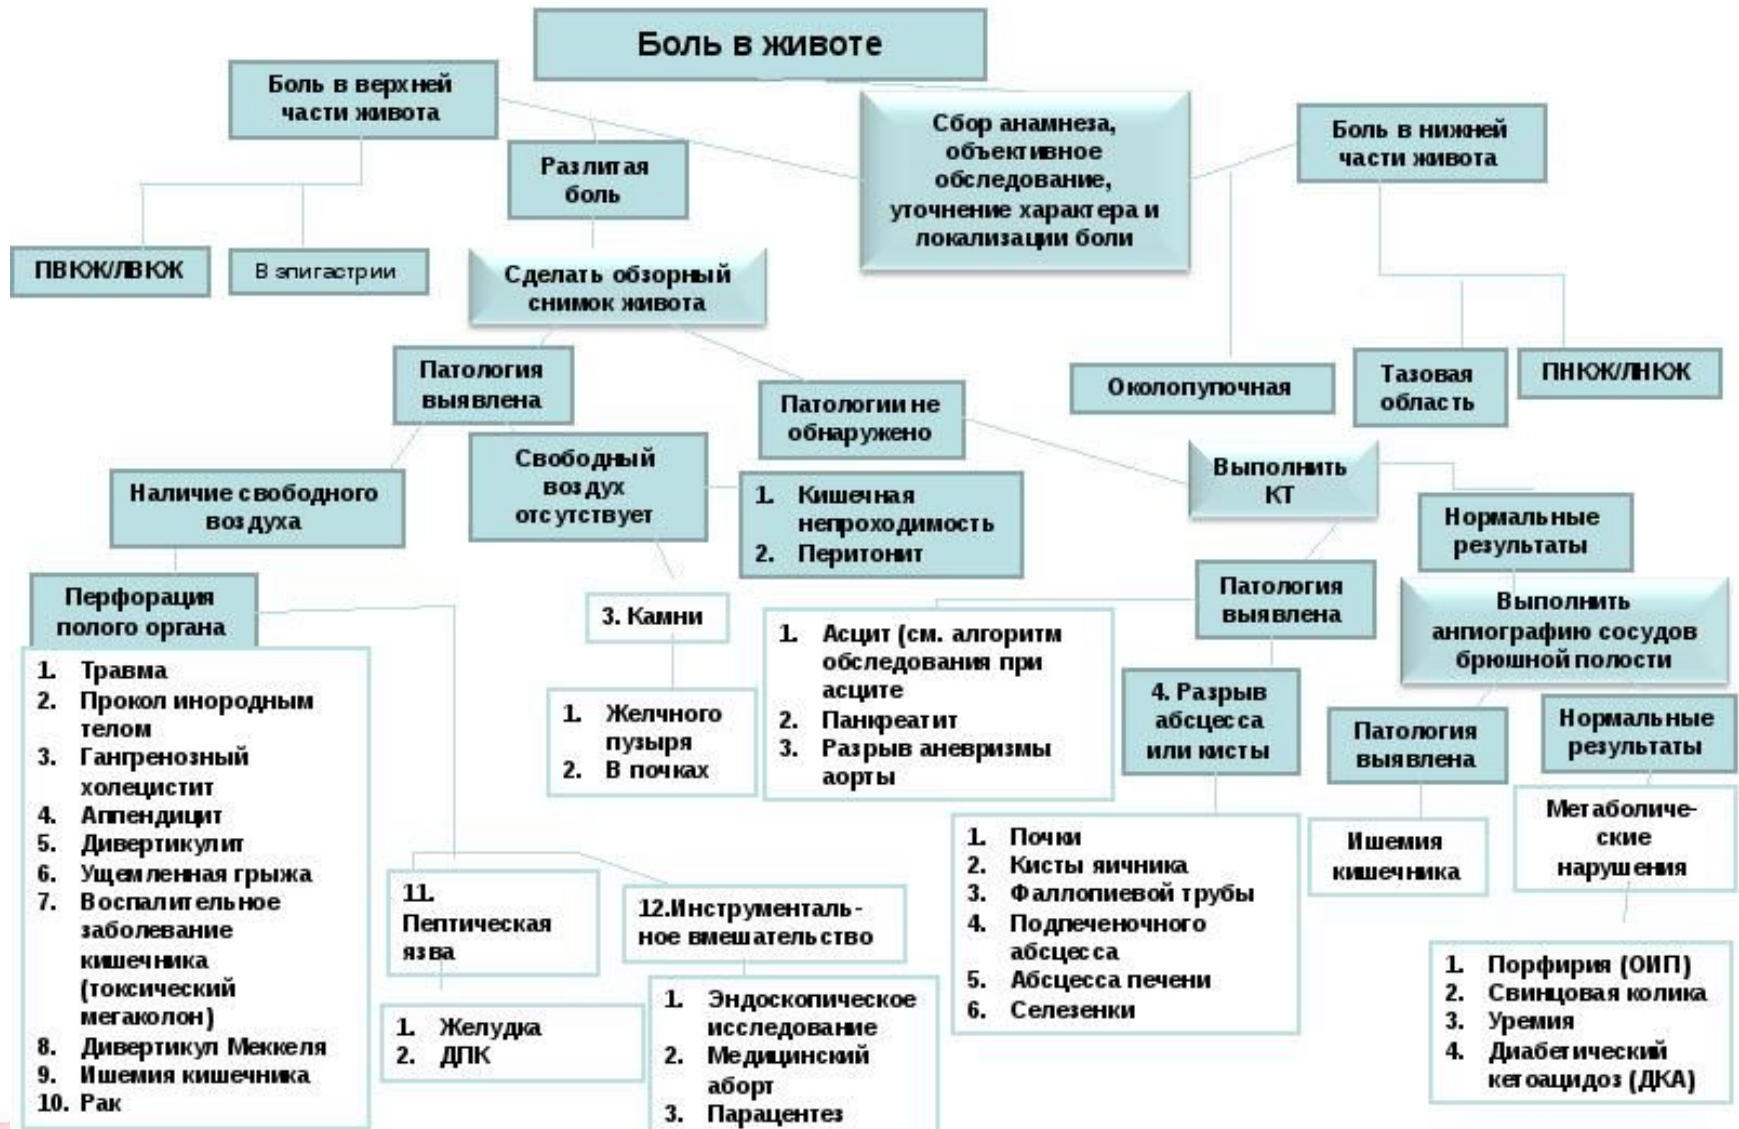 Боль в животе
Боль в верхней
части живота
Сбор анамнеза,
объективное
обследование,
уточнение характера и
локализации боли
Боль в нижней
части живота
Разлитая
боль
ПВКЖ/ЛВКЖ
В эпигастрии
Сделать обзорный
снимок живота
Околопупочная
Тазовая
область
ПНКЖ/ЛНКЖ
Патология
выявлена
Патологии не
обнаружено
Наличие свободного
воздуха
Свободный
воздух
отсутствует
1. Кишечная
непроходимость
2. Перитонит
Выполнить
КТ
Нормальные
результаты
Перфорация
полого органа
1. Травма
2. Прокол инородным
телом
3. Гангренозный
холецистит
4. Аппендицит
5. Дивертикулит
6. Ущемленная грыжа
7. Воспалительное
заболевание
кишечника
(токсический
мегаколон)
8. Дивертикул Меккеля
9. Ишемия кишечника
10. Рак
3. Камни
1. Желчного
пузыря
2. В почках
Патология
выявлена
1. Асцит (см. алгоритм
обследования при
асците
2. Панкреатит
3. Разрыв аневризмы
аорты
4. Разрыв
абсцесса
или кисты
Выполнить
ангиографию сосудов
брюшной полости
Патология
выявлена
Нормальные
результаты
11.
Пептическая
язва
1. Желудка
2. ДПК
12.Инструменталь-
ное вмешательство
1. Эндоскопическое
исследование
2. Медицинский
аборт
3. Парацентез
1. Почки
2. Кисты яичника
3. Фаллопиевой трубы
4. Подпеченочного
абсцесса
5. Абсцесса печени
6. Селезенки
Ишемия
кишечника
Метаболиче-
ские
нарушения
1. Порфирия (ОИП)
2. Свинцовая колика
3. Уремия
4. Диабетический
кетоацидоз (ДКА)